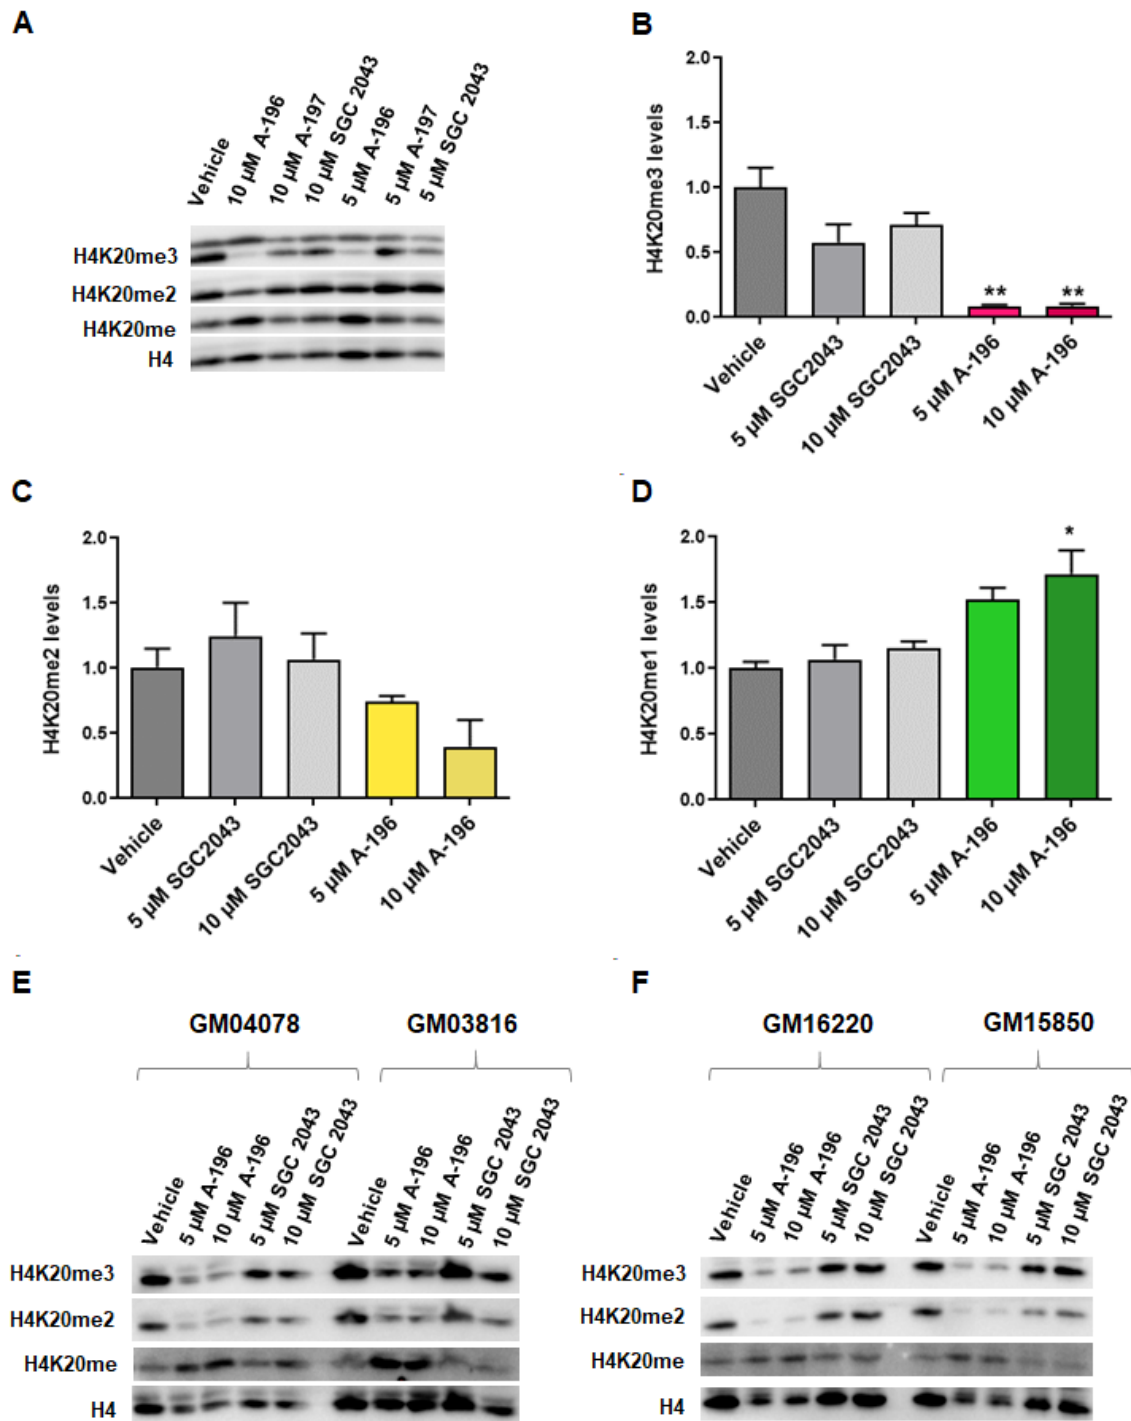 A
Vehicle
10 µM A-196
10 µM A-197
10 µM SGC 2043
5 µM A-196
5 µM A-197
5 µM SGC 2043
H4K20me3
H4K20me2
H4K20me
H4
B
H4K20me3 levels
2.0
1.5
1.0
0.5
0.0
**
**
Vehicle
5 µM SGC2043
10 µM SGC2043
5 µM A-196
10 µM A-196
C
H4K20me2 levels
2.0
1.5
1.0
0.5
0.0
Vehicle
5 µM SGC2043
10 µM SGC2043
5 µM A-196
10 µM A-196
D
H4K20me1 levels
2.0
1.5
1.0
0.5
0.0
*
Vehicle
5 µM SGC2043
10 µM SGC2043
5 µM A-196
10 µM A-196
E
GM04078
GM03816
Vehicle
5 µM A-196
10 µM A-196
5 µM SGC 2043
10 µM SGC 2043
Vehicle
5 µM A-196
10 µM A-196
5 µM SGC 2043
10 µM SGC 2043
H4K20me3
H4K20me2
H4K20me
H4
F
GM16220
GM15850
Vehicle
5 µM A-196
10 µM A-196
5 µM SGC 2043
10 µM SGC 2043
Vehicle
5 µM A-196
10 µM A-196
5 µM SGC 2043
10 µM SGC 2043
H4K20me3
H4K20me2
H4K20me
H4